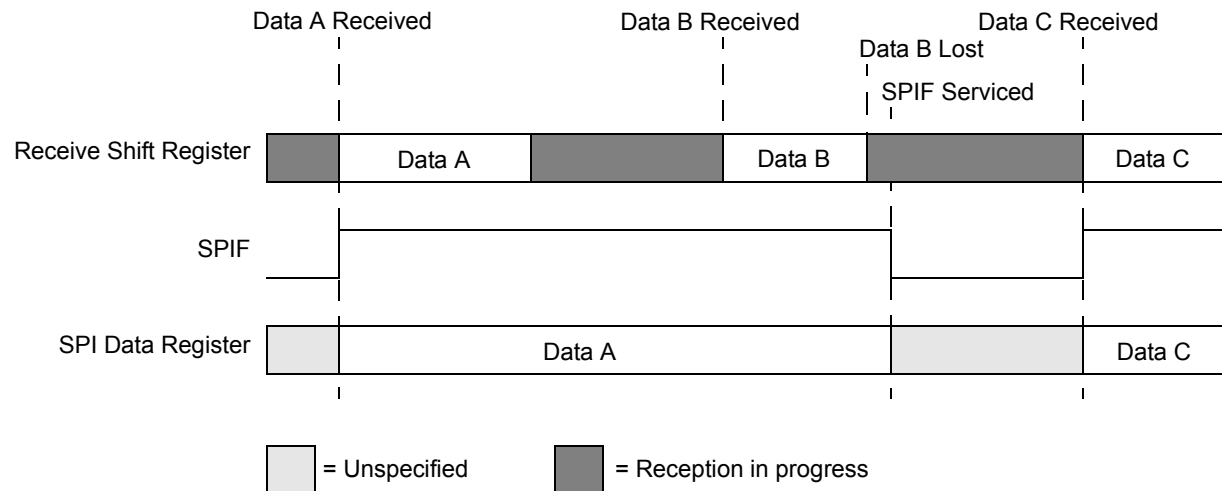 Data A Received
Data B Received
Data C Received
Data B Lost
SPIF Serviced
Receive Shift Register
Data A
Data B
Data C
SPIF
SPI Data Register
Data A
Data C
= Unspecified
= Reception in progress